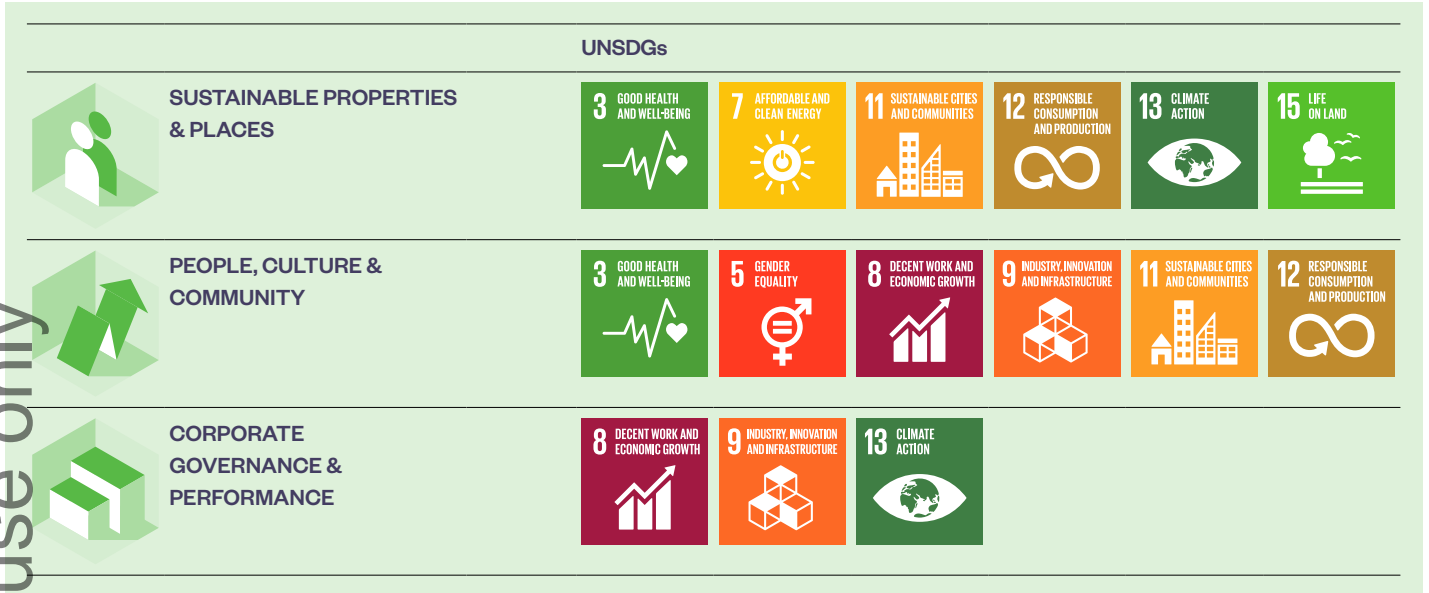 UNSDGs
SUSTAINABLE PROPERTIES
& PLACES
3 GOOD HEALTH
AND WELL-BEING
7 AFFORDABLE AND
CLEAN ENERGY
11 SUSTAINABLE CITIES
AND COMMUNITIES
12 RESPONSIBLE
CONSUMPTION
AND PRODUCTION
13 CLIMATE
ACTION
15 LIFE
ON LAND
PEOPLE, CULTURE &
COMMUNITY
3 GOOD HEALTH
AND WELL-BEING
5 GENDER
EQUALITY
8 DECENT WORK AND
ECONOMIC GROWTH
9 INDUSTRY, INNOVATION
AND INFRASTRUCTURE
11 SUSTAINABLE CITIES
AND COMMUNITIES
12 RESPONSIBLE
CONSUMPTION
AND PRODUCTION
CORPORATE
GOVERNANCE &
PERFORMANCE
8 DECENT WORK AND
ECONOMIC GROWTH
9 INDUSTRY, INNOVATION
AND INFRASTRUCTURE
13 CLIMATE
ACTION
use only